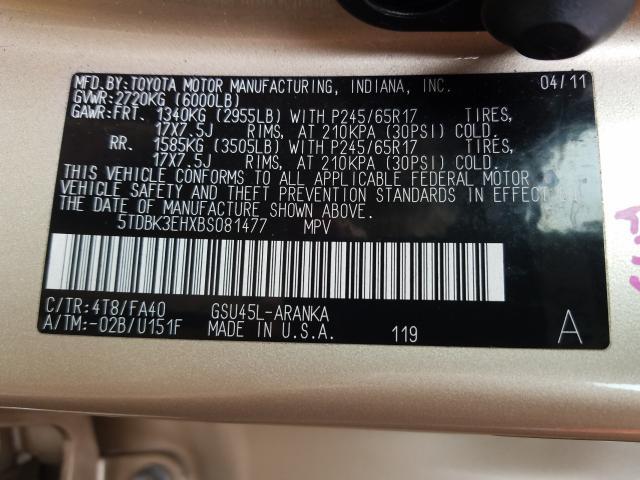 MFD.BY:TOYOTA MOTOR MANUFACTURING, INDIANA, INC. 04/11
GVWR:2720KG (6000LB)
GAWR:FRT. 1340KG (2955LB) WITH P245/65R17 TIRES,
17X7.5J RIMS, AT 210KPA (30PSI) COLD.
RR. 1585KG (3505LB) WITH P245/65R17 TIRES,
17X7.5J RIMS, AT 210KPA (30PSI) COLD.
THIS VEHICLE CONFORMS TO ALL APPLICABLE FEDERAL MOTOR
VEHICLE SAFETY AND THEFT PREVENTION STANDARDS IN EFFECT ON
THE DATE OF MANUFACTURE SHOWN ABOVE.
5TDBK3EHXBS081477 MPV
C/TR:4T8/FA40 GSU45L-ARANKA
A/TM:-02B/U151F MADE IN U.S.A. 119 A